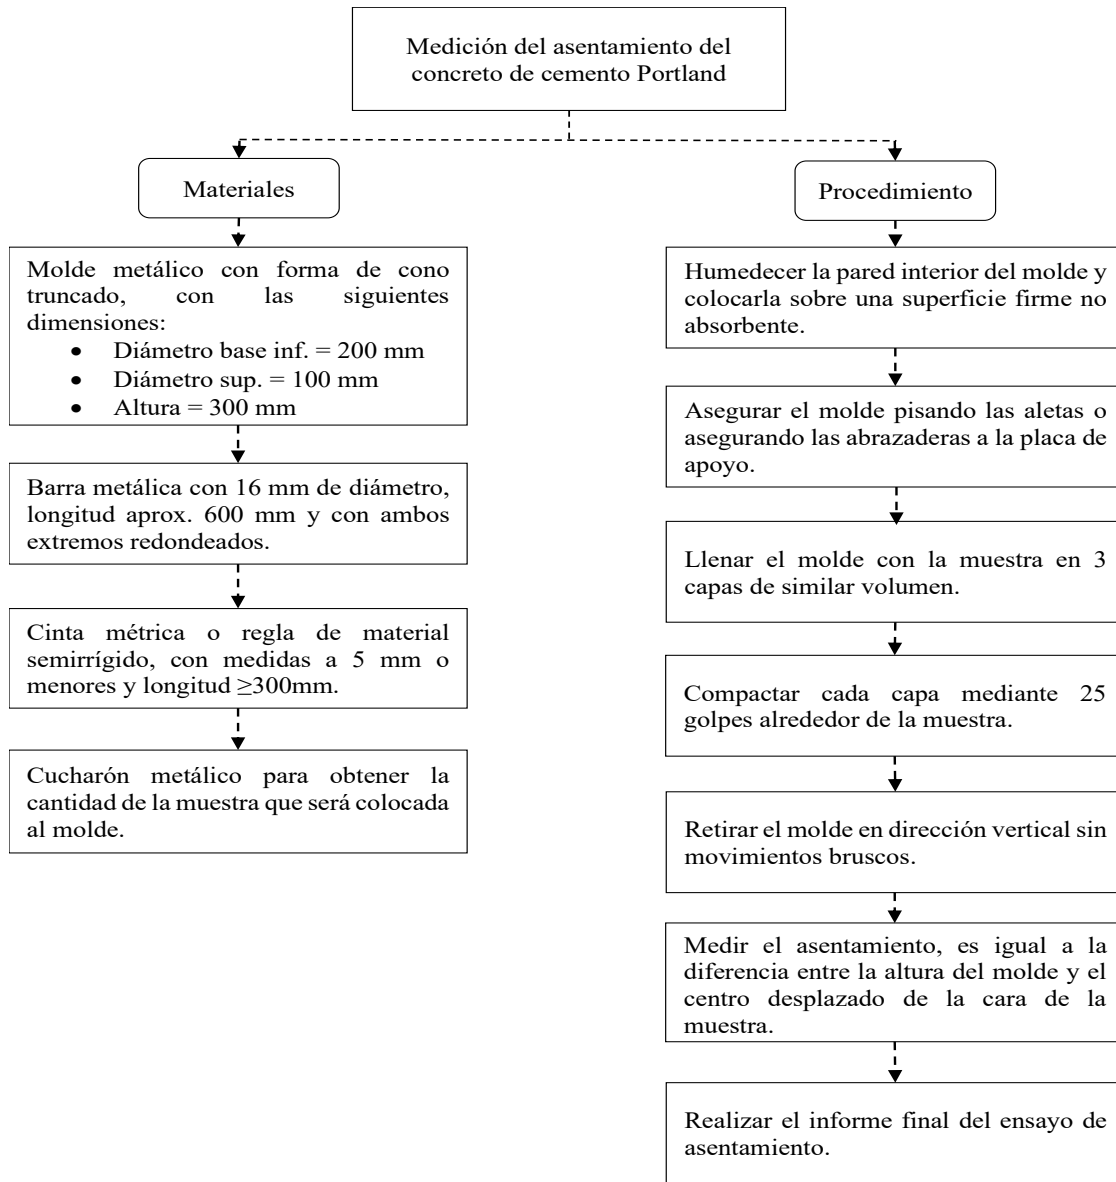 Medición del asentamiento del
concreto de cemento Portland
Materiales
Molde metálico con forma de cono
truncado, con las siguientes
dimensiones:
• Diámetro base inf. = 200 mm
• Diámetro sup. = 100 mm
• Altura = 300 mm
Barra metálica con 16 mm de diámetro,
longitud aprox. 600 mm y con ambos
extremos redondeados.
Cinta métrica o regla de material
semirrígido, con medidas a 5 mm o
menores y longitud ≥300mm.
Cucharón metálico para obtener la
cantidad de la muestra que será colocada
al molde.
Procedimiento
Humedecer la pared interior del molde y
colocarla sobre una superficie firme no
absorbente.
Asegurar el molde pisando las aletas o
asegurando las abrazaderas a la placa de
apoyo.
Llenar el molde con la muestra en 3
capas de similar volumen.
Compactar cada capa mediante 25
golpes alrededor de la muestra.
Retirar el molde en dirección vertical sin
movimientos bruscos.
Medir el asentamiento, es igual a la
diferencia entre la altura del molde y el
centro desplazado de la cara de la
muestra.
Realizar el informe final del ensayo de
asentamiento.